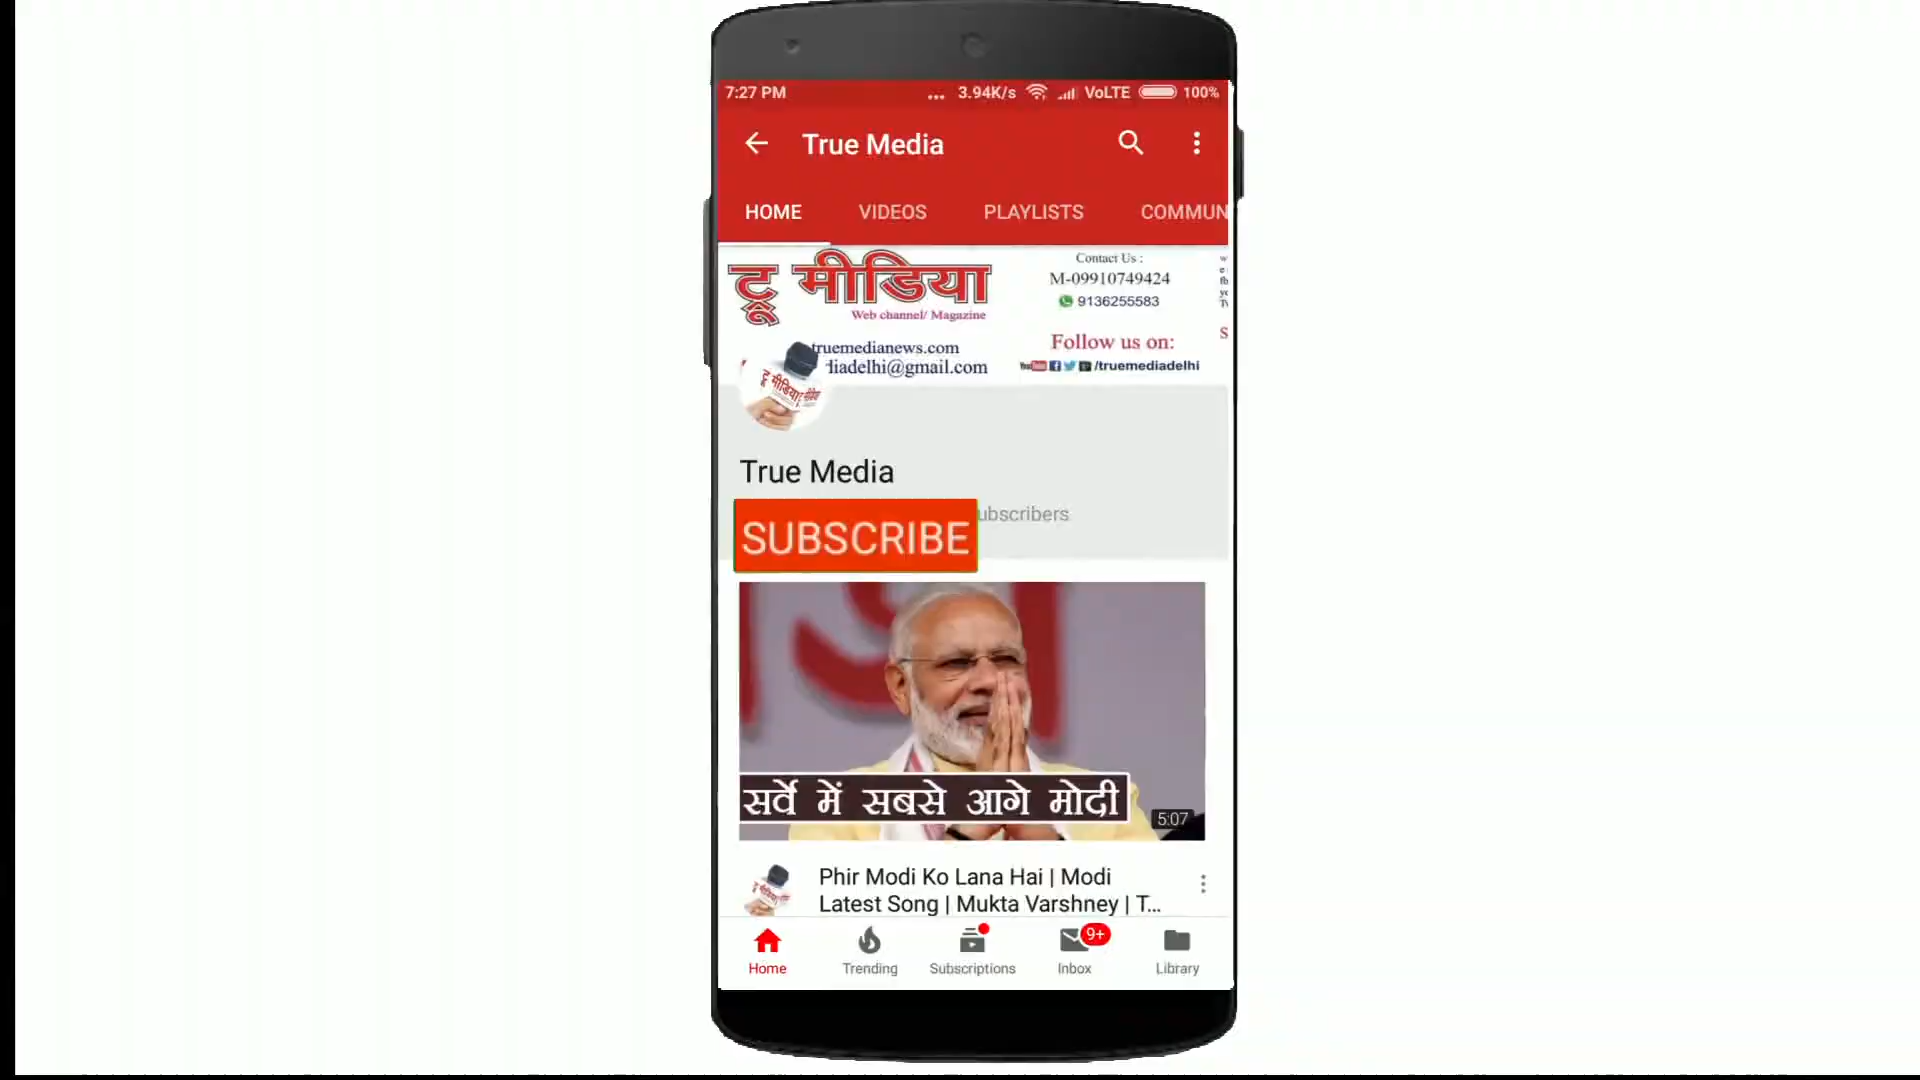 7:27 PM ... 3.94K/s VoLTE 100%
True Media
HOME VIDEOS PLAYLISTS COMMUN
टू मीडिया
Web channel/ Magazine
truemedianews.com
diadelhi@gmail.com
Contact Us :
M-09910749424
9136255583
Follow us on:
/truemediadelhi
True Media
ubscribers
SUBSCRIBE
सर्वे में सबसे आगे मोदी
5:07
Phir Modi Ko Lana Hai | Modi
Latest Song | Mukta Varshney | T...
9+
Home Trending Subscriptions Inbox Library